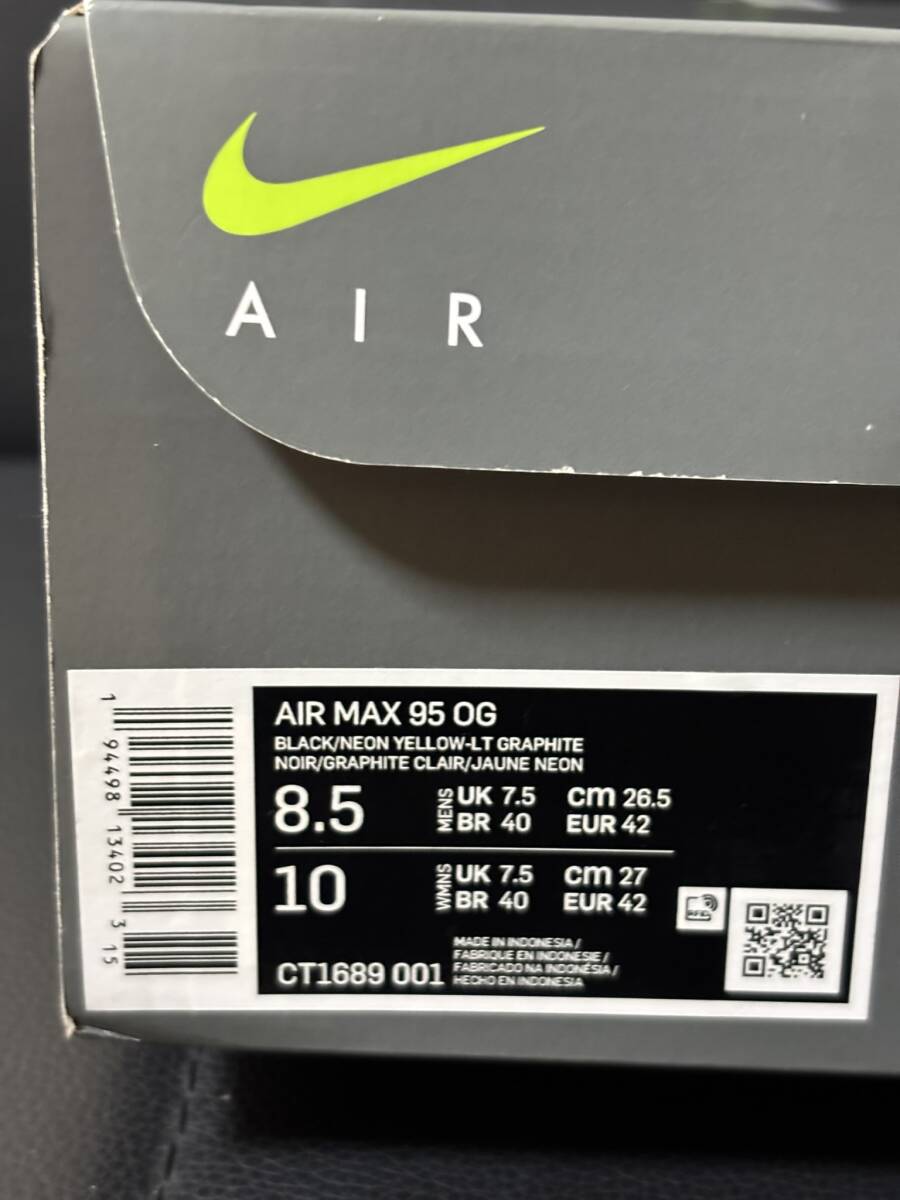 AIR
AIR MAX 95 OG
BLACK/NEON YELLOW-LT GRAPHITE
NOIR/GRAPHITE CLAIR/JAUNE NEON
8.5 MENS UK 7.5 cm 26.5
BR 40 EUR 42
10 WMNS UK 7.5 cm 27
BR 40 EUR 42
RFID
CT1689 001
MADE IN INDONESIA /
FABRIQUE EN INDONESIE /
FABRICADO NA INDONÉSIA /
HECHO EN INDONESIA
1 94498 13402 3 15